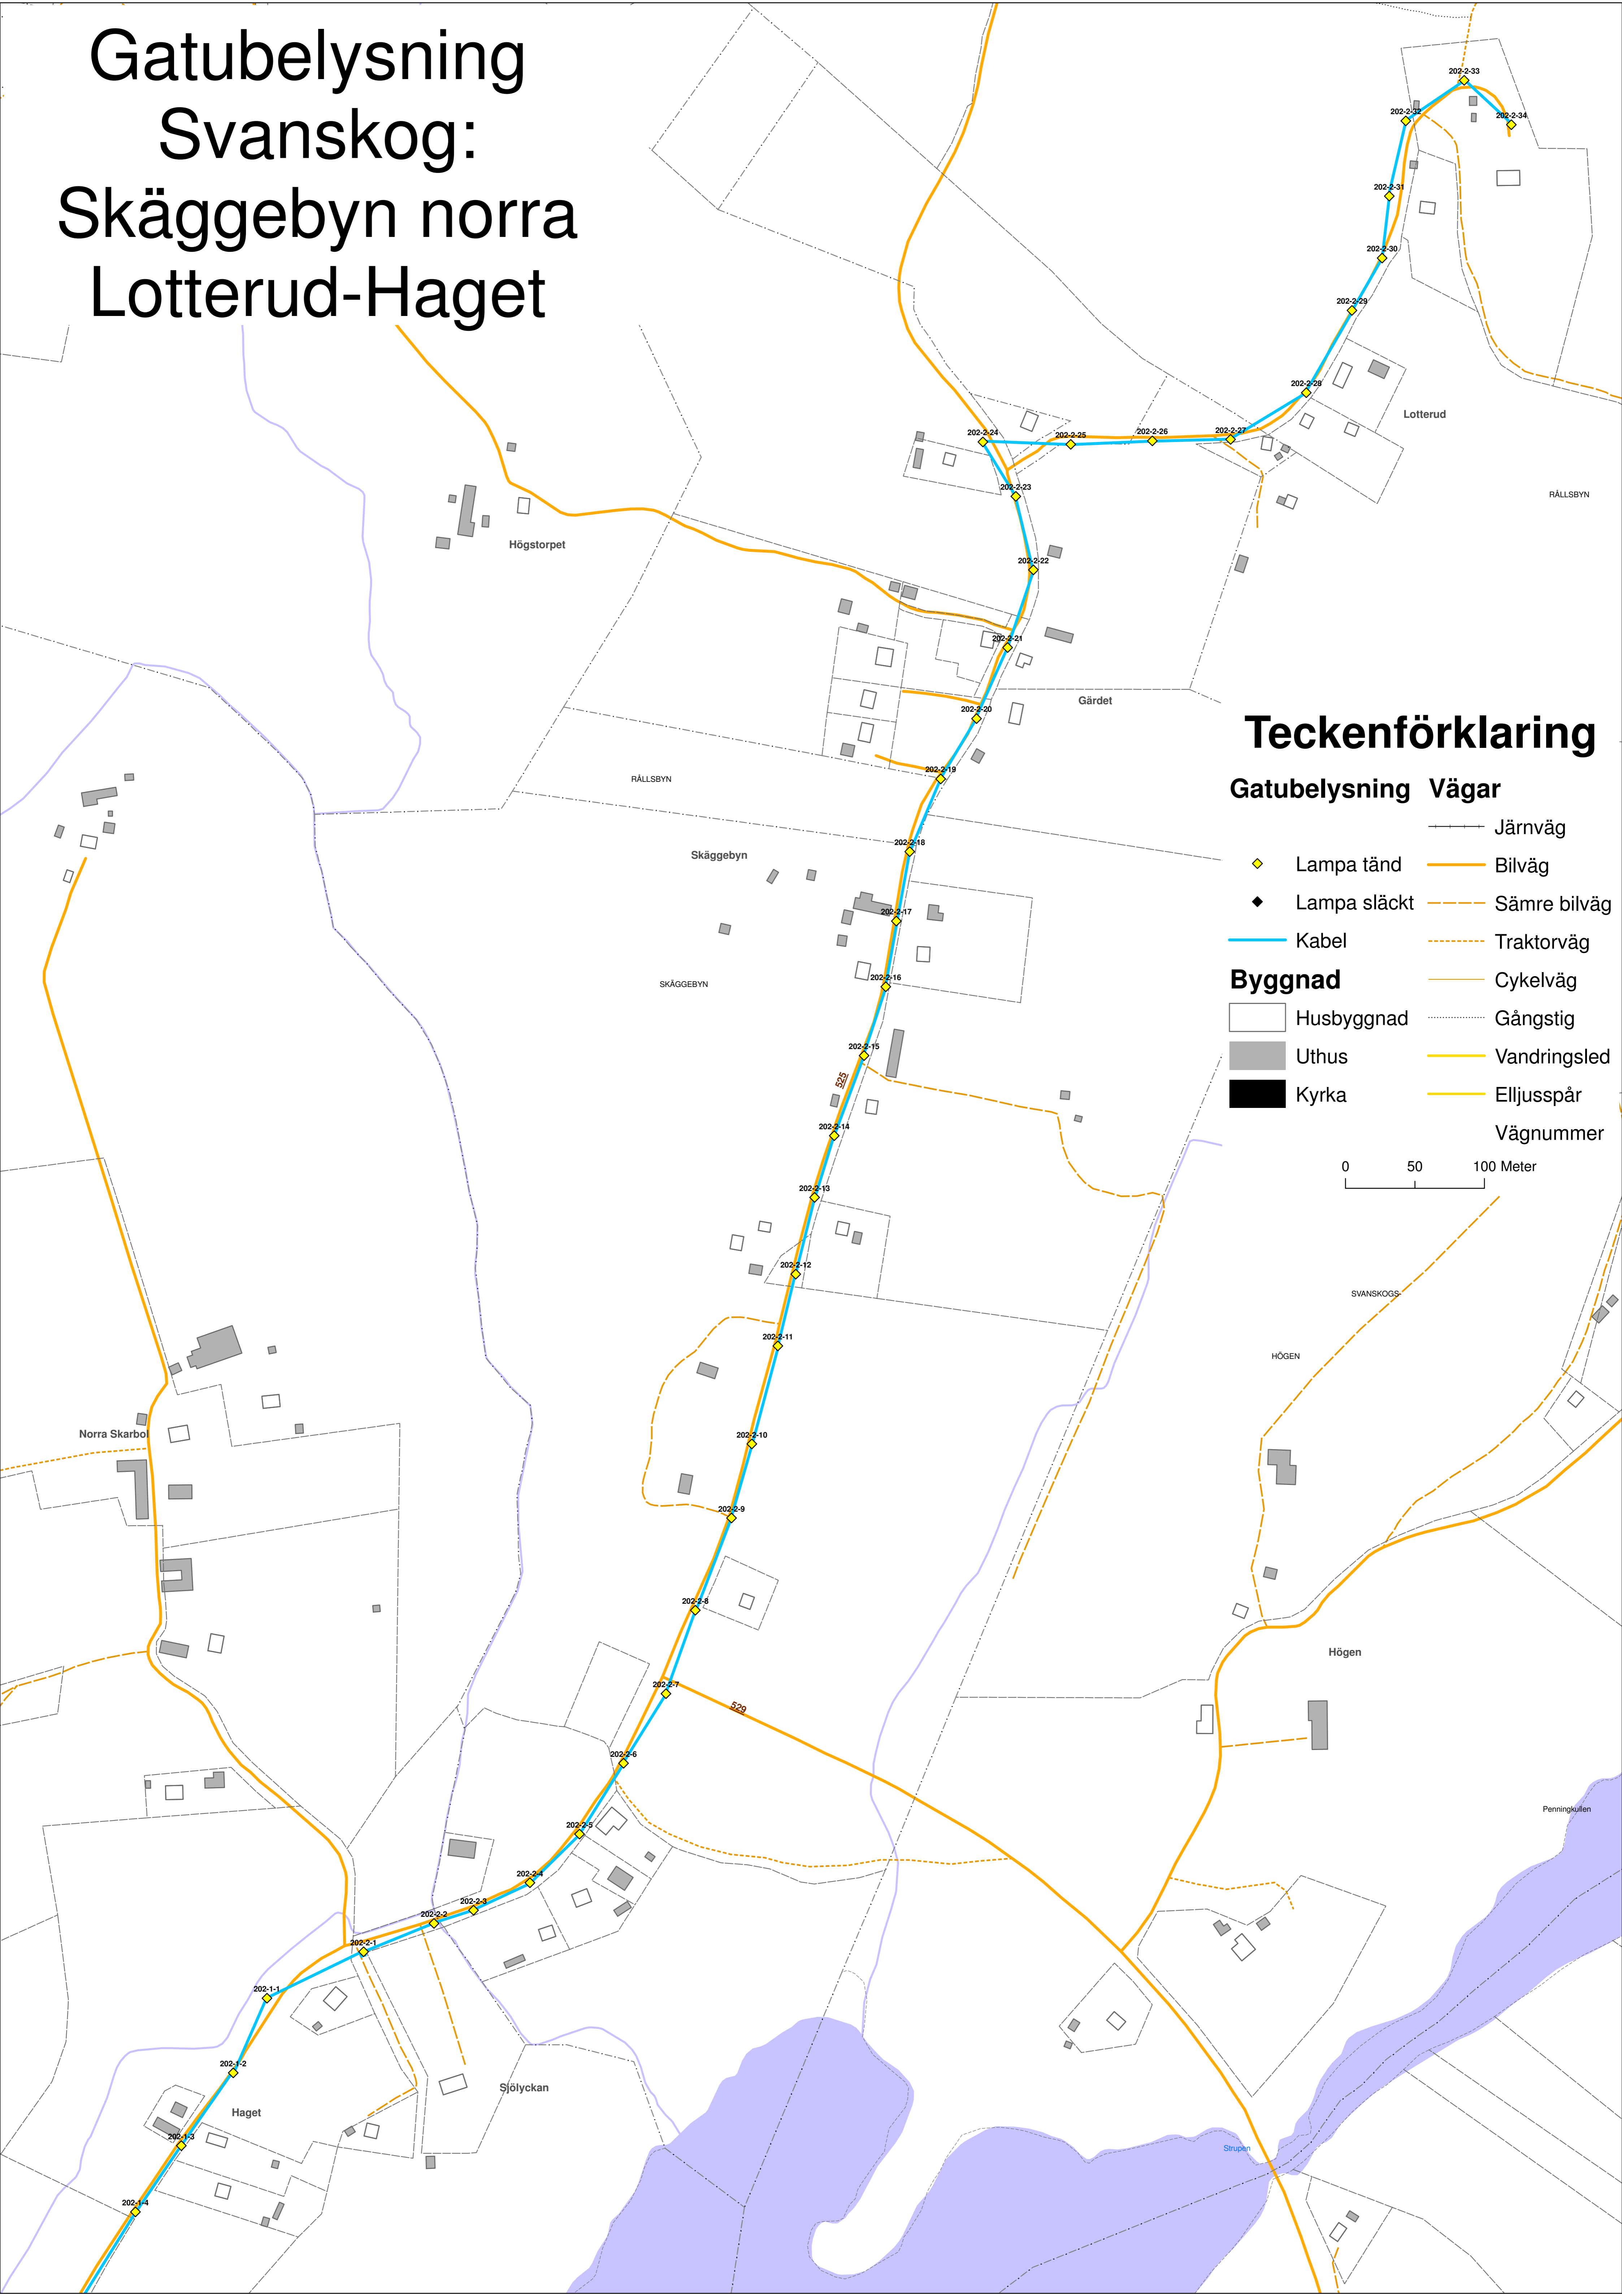 Gatubelysning
Svanskog:
Skäggebyn norra
Lotterud-Haget
202-2-33
202-2-32
202-2-34
202-2-31
202-2-30
202-2-29
202-2-28
Lotterud
202-2-24
202-2-25
202-2-26
202-2-27
202-2-23
RÅLLSBYN
Högstorpet
202-2-22
202-2-21
Gärdet
202-2-20
202-2-19
RÅLLSBYN
202-2-18
Skäggebyn
202-2-17
202-2-16
SKÄGGEBYN
202-2-15
525
202-2-14
202-2-13
202-2-12
202-2-11
202-2-10
202-2-9
202-2-8
202-2-7
529
202-2-6
202-2-5
202-2-4
202-2-3
202-2-2
202-2-1
202-1-1
202-1-2
202-1-3
202-1-4
Norra Skarbol
Haget
Sjölyckan
Teckenförklaring
Gatubelysning
Lampa tänd
Lampa släckt
Kabel
Byggnad
Husbyggnad
Uthus
Kyrka
Vägar
Järnväg
Bilväg
Sämre bilväg
Traktorväg
Cykelväg
Gångstig
Vandringsled
Elljusspår
Vägnummer
0 50 100 Meter
SVANSKOGS-
HÖGEN
Högen
Penningkullen
Strupen